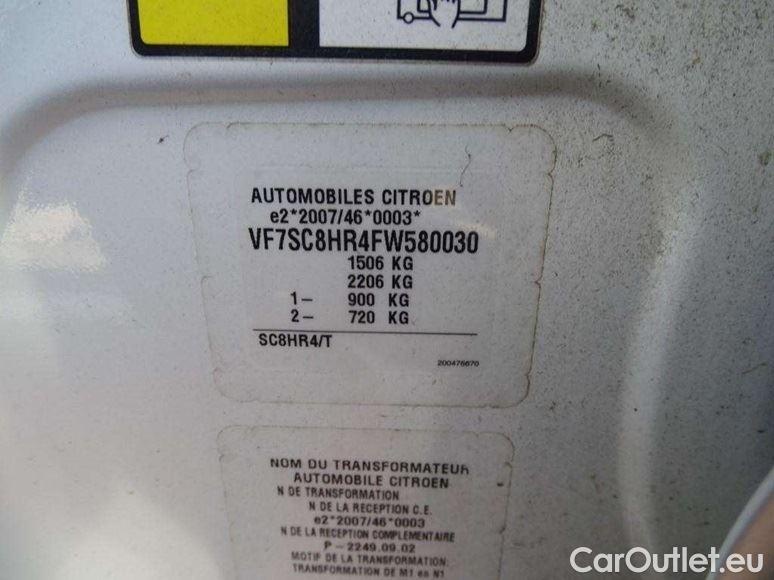 AUTOMOBILES CITROEN
e2*2007/46*0003*
VF7SC8HR4FW580030
1506 KG
2206 KG
1- 900 KG
2- 720 KG
SC8HR4/T
200476670
NOM DU TRANSFORMATEUR
AUTOMOBILE CITROEN
N DE TRANSFORMATION
N DE LA RECEPTION C.E.
e2*2007/46*0003
N DE LA RECEPTION COMPLEMENTAIRE
P-2249.09.02
MOTIF DE LA TRANSFORMATION:
TRANSFORMATION DE M1 en N1
CarOutlet.eu